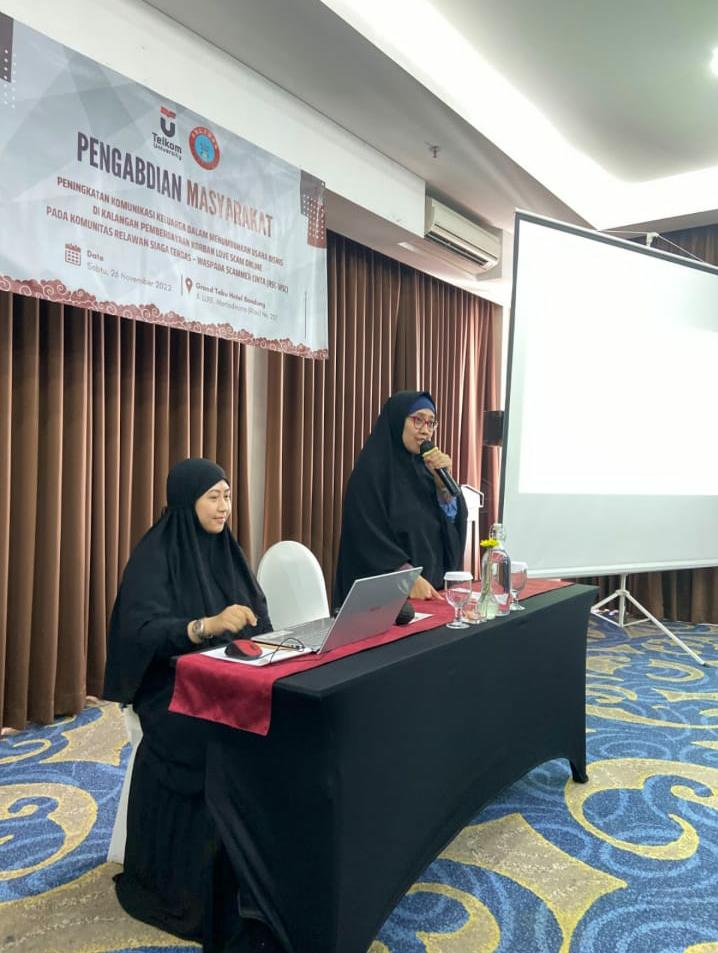 Telkom
University
PENGABDIAN MASYARAKAT
PENINGKATAN KOMUNIKASI KELUARGA DALAM MENUMBUHKAN USAHA BISNIS
DI KALANGAN PEMBERDAYAAN KORBAN LOVE SCAM ONLINE
PADA KOMUNITAS RELAWAN SIAGA CERDAS - WASPADA SCAMMER CINTA (RSC-WSC)
Date
Sabtu, 26 November 2022
Grand Tebu Hotel Bandung
Jl. LLRE. Martadinata (Riau) No. 207